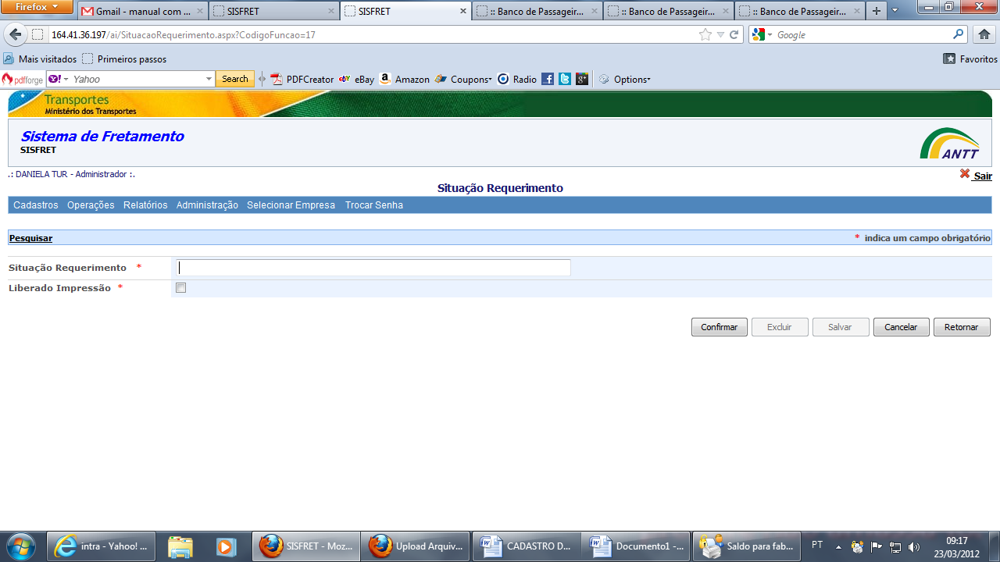 Firefox
Gmail - manual com ...
SISFRET
SISFRET
:: Banco de Passageir...
:: Banco de Passageir...
:: Banco de Passageir...
164.41.36.197/ai/SituacaoRequerimento.aspx?CodigoFuncao=17
Google
Mais visitados
Primeiros passos
Favoritos
pdfforge
Yahoo
Search
PDFCreator
eBay
Amazon
Coupons
Radio
Options
Transportes
Ministério dos Transportes
Sistema de Fretamento
SISFRET
ANTT
.: DANIELA TUR - Administrador :.
Sair
Situação Requerimento
Cadastros Operações Relatórios Administração Selecionar Empresa Trocar Senha
Pesquisar
* indica um campo obrigatório
Situação Requerimento *
Liberado Impressão *
Confirmar Excluir Salvar Cancelar Retornar
intra - Yahoo! ...
SISFRET - Moz...
Upload Arquiv...
CADASTRO D...
Documento1 -...
Saldo para fab...
PT
09:17
23/03/2012